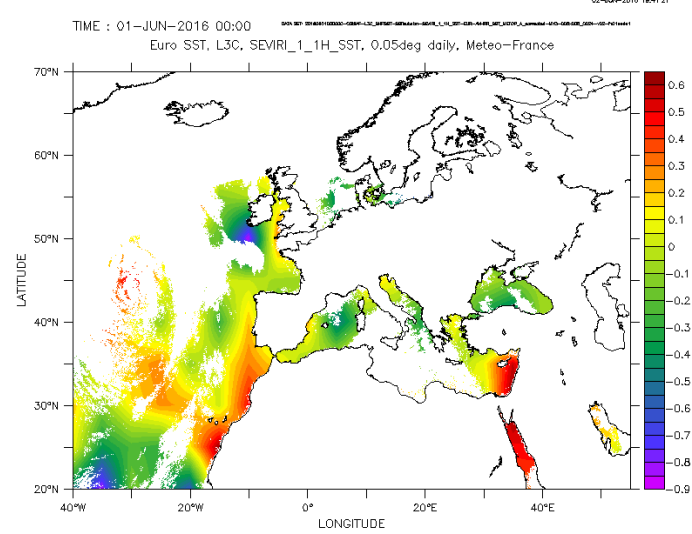 TIME : 01-JUN-2016 00:00
Euro SST, L3C, SEVIRI_1_1H_SST, 0.05deg daily, Meteo-France
70°N
60°N
50°N
40°N
30°N
20°N
LATITUDE
40°W
20°W
0°
20°E
40°E
LONGITUDE
0.6
0.5
0.4
0.3
0.2
0.1
0
-0.1
-0.2
-0.3
-0.4
-0.5
-0.6
-0.7
-0.8
-0.9